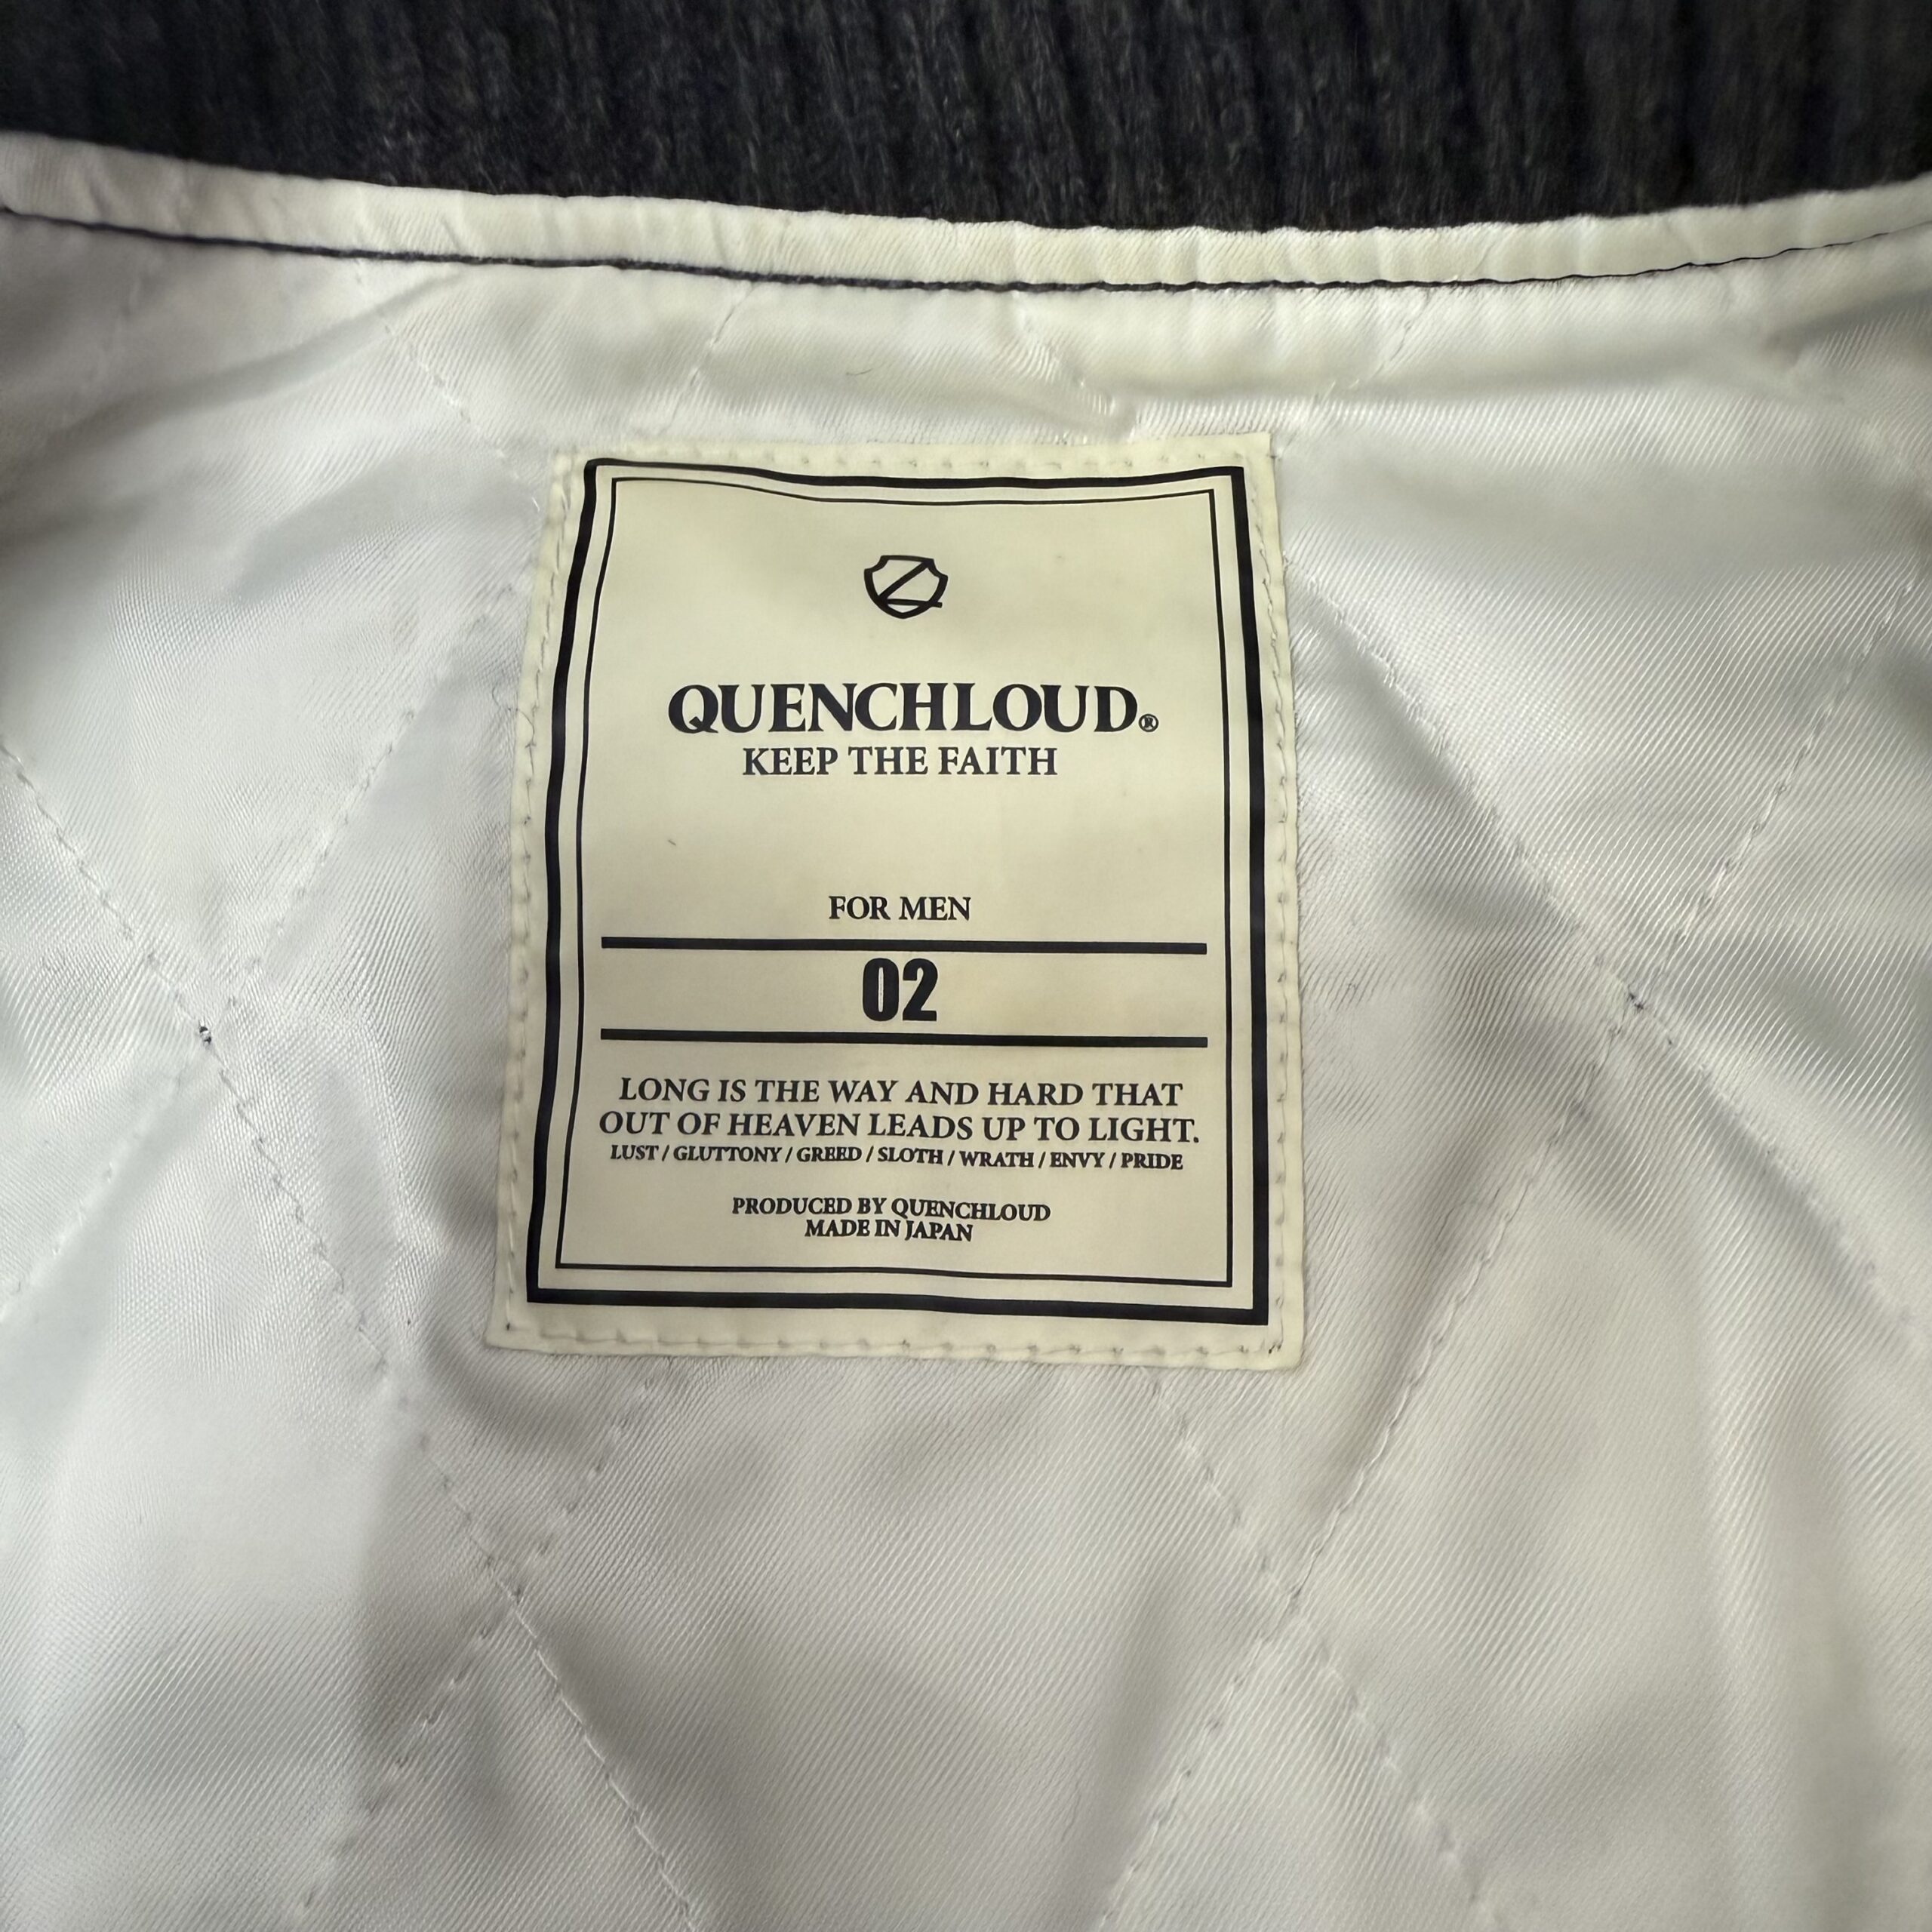 QUENCHLOUD®
KEEP THE FAITH
FOR MEN
02
LONG IS THE WAY AND HARD THAT
OUT OF HEAVEN LEADS UP TO LIGHT.
LUST / GLUTTONY / GREED / SLOTH / WRATH / ENVY / PRIDE
PRODUCED BY QUENCHLOUD
MADE IN JAPAN